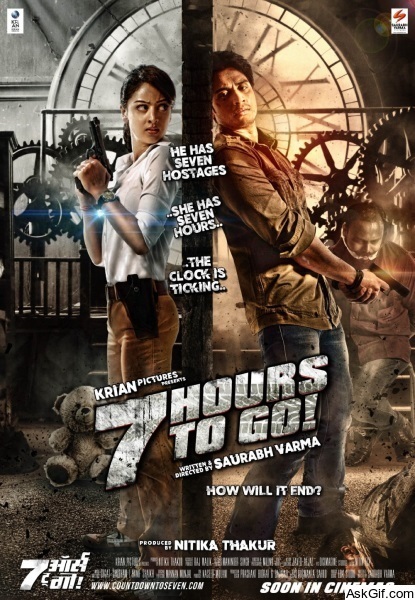 HE HAS
SEVEN
HOSTAGES
..SHE HAS
SEVEN
HOURS..
..THE
CLOCK IS
TICKING..
KRIAN PICTURES
PRESENTS
7 HOURS
TO GO!
WRITTEN &
DIRECTED BY SAURABH VARMA
HOW WILL IT END?
PRODUCED BY NITIKA THAKUR
7 ऑवर्स
टू गो!
WWW.COUNTDOWNTOSEVEN.COM
SOON IN CINEMAS
AskGif.com